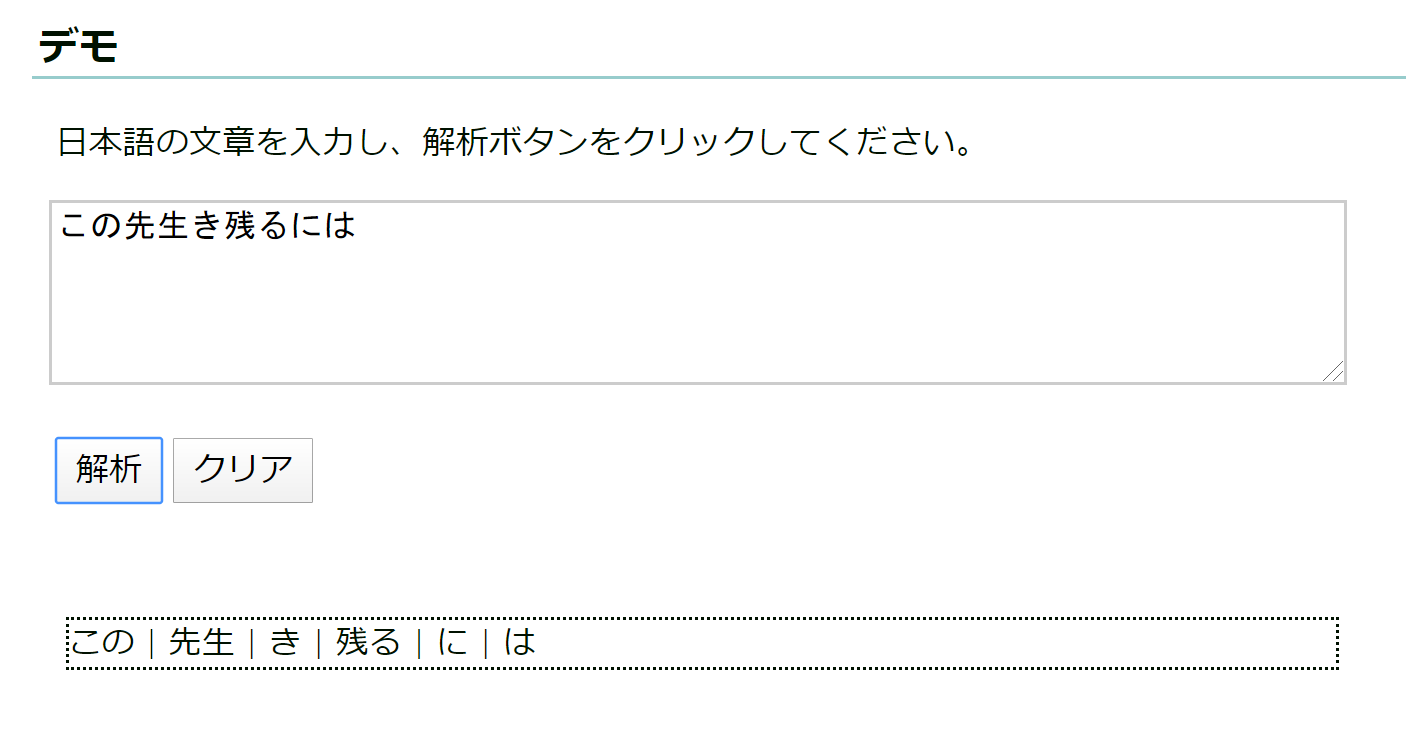 デモ
日本語の文章を入力し、解析ボタンをクリックしてください。
この先生き残るには
解析 クリア
この | 先生 | き | 残る | に | は